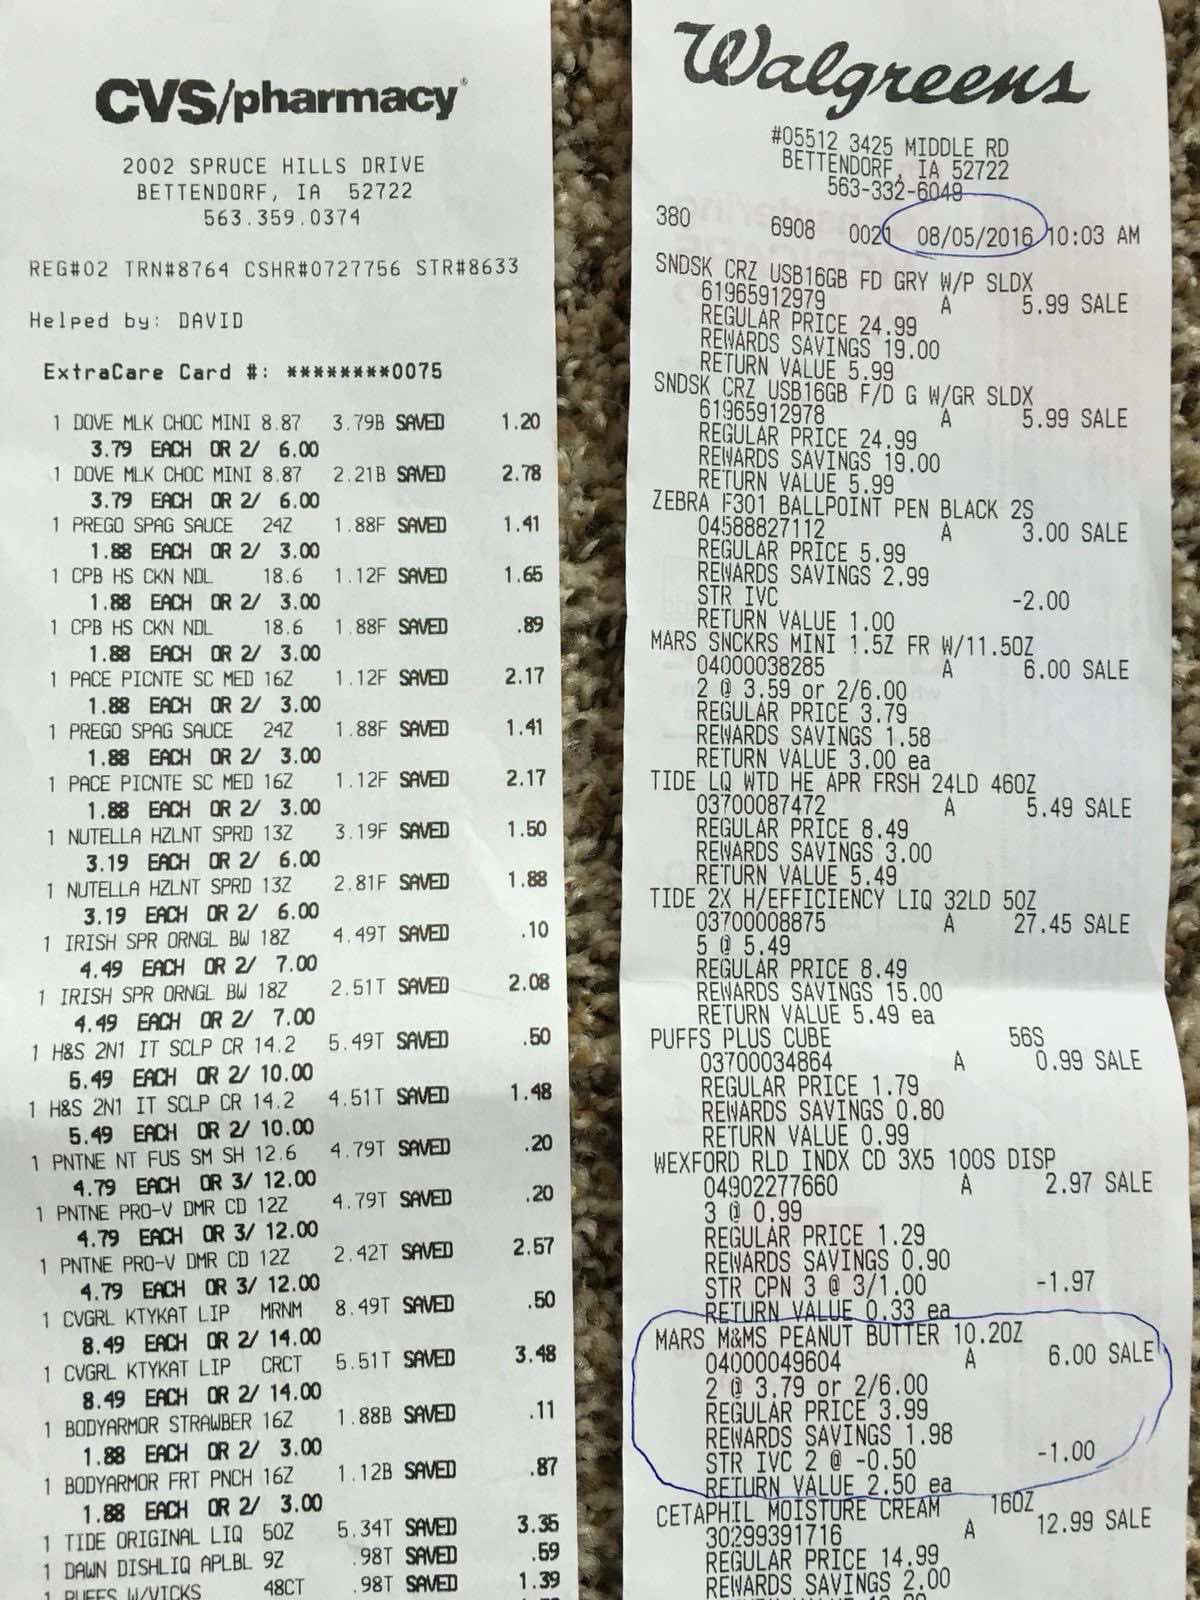 CVS/pharmacy®
2002 SPRUCE HILLS DRIVE
BETTENDORF, IA 52722
563.359.0374
REG#02 TRN#8764 CSHR#0727756 STR#8633
Helped by: DAVID
ExtraCare Card #: ********0075
1 DOVE MLK CHOC MINI 8.87 3.79B SAVED 1.20
3.79 EACH OR 2/ 6.00
1 DOVE MLK CHOC MINI 8.87 2.21B SAVED 2.78
3.79 EACH OR 2/ 6.00
1 PREGO SPAG SAUCE 24Z 1.88F SAVED 1.41
1.88 EACH OR 2/ 3.00
1 CPB HS CKN NDL 18.6 1.12F SAVED 1.65
1.88 EACH OR 2/ 3.00
1 CPB HS CKN NDL 18.6 1.88F SAVED .89
1.88 EACH OR 2/ 3.00
1 PACE PICNTE SC MED 16Z 1.12F SAVED 2.17
1.88 EACH OR 2/ 3.00
1 PREGO SPAG SAUCE 24Z 1.88F SAVED 1.41
1.88 EACH OR 2/ 3.00
1 PACE PICNTE SC MED 16Z 1.12F SAVED 2.17
1.88 EACH OR 2/ 3.00
1 NUTELLA HZLNT SPRD 13Z 3.19F SAVED 1.50
3.19 EACH OR 2/ 6.00
1 NUTELLA HZLNT SPRD 13Z 2.81F SAVED 1.88
3.19 EACH OR 2/ 6.00
1 IRISH SPR ORNGL BW 18Z 4.49T SAVED .10
4.49 EACH OR 2/ 7.00
1 IRISH SPR ORNGL BW 18Z 2.51T SAVED 2.08
4.49 EACH OR 2/ 7.00
1 H&S 2N1 IT SCLP CR 14.2 5.49T SAVED .50
5.49 EACH OR 2/ 10.00
1 H&S 2N1 IT SCLP CR 14.2 4.51T SAVED 1.48
5.49 EACH OR 2/ 10.00
1 PNTNE NT FUS SM SH 12.6 4.79T SAVED .20
4.79 EACH OR 3/ 12.00
1 PNTNE PRO-V DMR CD 12Z 4.79T SAVED .20
4.79 EACH OR 3/ 12.00
1 PNTNE PRO-V DMR CD 12Z 2.42T SAVED 2.57
4.79 EACH OR 3/ 12.00
1 CVGRL KTYKAT LIP MRNM 8.49T SAVED .50
8.49 EACH OR 2/ 14.00
1 CVGRL KTYKAT LIP CRCT 5.51T SAVED 3.48
8.49 EACH OR 2/ 14.00
1 BODYARMOR STRAWBER 16Z 1.88B SAVED .11
1.88 EACH OR 2/ 3.00
1 BODYARMOR FRT PNCH 16Z 1.12B SAVED .87
1.88 EACH OR 2/ 3.00
1 TIDE ORIGINAL LIQ 50Z 5.34T SAVED 3.35
1 DAWN DISHLIQ APLBL 9Z .98T SAVED .59
1 PUFFS W/VICKS 48CT .98T SAVED 1.39
Walgreens
#05512 3425 MIDDLE RD
BETTENDORF, IA 52722
563-332-6049
380 6908 0021 08/05/2016 10:03 AM
SNDSK CRZ USB16GB FD GRY W/P SLDX
61965912979 A 5.99 SALE
REGULAR PRICE 24.99
REWARDS SAVINGS 19.00
RETURN VALUE 5.99
SNDSK CRZ USB16GB F/D G W/GR SLDX
61965912978 A 5.99 SALE
REGULAR PRICE 24.99
REWARDS SAVINGS 19.00
RETURN VALUE 5.99
ZEBRA F301 BALLPOINT PEN BLACK 2S
04588827112 A 3.00 SALE
REGULAR PRICE 5.99
REWARDS SAVINGS 2.99
STR IVC -2.00
RETURN VALUE 1.00
MARS SNCKRS MINI 1.5Z FR W/11.50Z
04000038285 A 6.00 SALE
2 @ 3.59 or 2/6.00
REGULAR PRICE 3.79
REWARDS SAVINGS 1.58
RETURN VALUE 3.00 ea
TIDE LQ WTD HE APR FRSH 24LD 460Z
03700087472 A 5.49 SALE
REGULAR PRICE 8.49
REWARDS SAVINGS 3.00
RETURN VALUE 5.49
TIDE 2X H/EFFICIENCY LIQ 32LD 50Z
03700008875 A 27.45 SALE
5 @ 5.49
REGULAR PRICE 8.49
REWARDS SAVINGS 15.00
RETURN VALUE 5.49 ea
PUFFS PLUS CUBE 56S
03700034864 A 0.99 SALE
REGULAR PRICE 1.79
REWARDS SAVINGS 0.80
RETURN VALUE 0.99
WEXFORD RLD INDX CD 3X5 100S DISP
04902277660 A 2.97 SALE
3 @ 0.99
REGULAR PRICE 1.29
REWARDS SAVINGS 0.90
STR CPN 3 @ 3/1.00 -1.97
RETURN VALUE 0.33 ea
MARS M&MS PEANUT BUTTER 10.20Z
04000049604 A 6.00 SALE
2 @ 3.79 or 2/6.00
REGULAR PRICE 3.99
REWARDS SAVINGS 1.98
STR IVC 2 @ -0.50 -1.00
RETURN VALUE 2.50 ea
CETAPHIL MOISTURE CREAM 160Z
30299391716 A 12.99 SALE
REGULAR PRICE 14.99
REWARDS SAVINGS 2.00